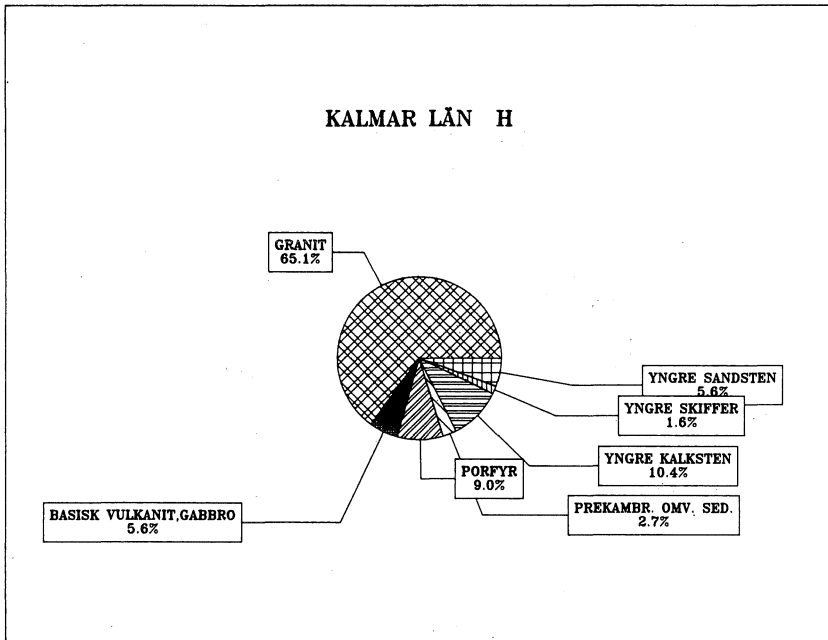 KALMAR LÄN H
GRANIT
65.1%
YNGRE SANDSTEN
5.6%
YNGRE SKIFFER
1.6%
YNGRE KALKSTEN
10.4%
PORFYR
9.0%
PREKAMBR. OMV. SED.
2.7%
BASISK VULKANIT,GABBRO
5.6%